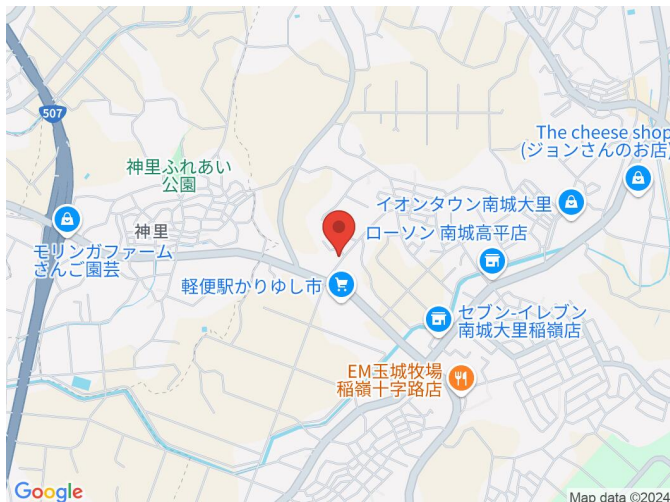 507
The cheese shop
(ジョンさんのお店)
神里ふれあい
公園
イオンタウン南城大里
神里
ローソン 南城高平店
モリンガファーム
さんご園芸
軽便駅かりゆし市
セブン-イレブン
南城大里稲嶺店
EM玉城牧場
稲嶺十字路店
Google
Map data ©2024